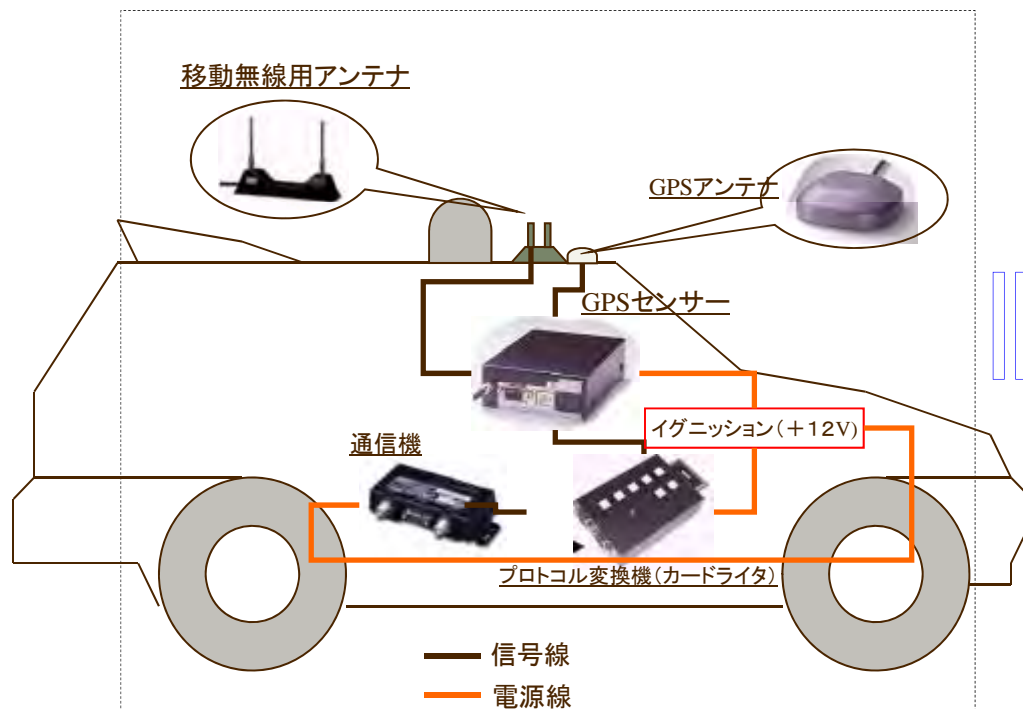 移動無線用アンテナ
GPSアンテナ
GPSセンサー
イグニッション(+12V)
通信機
プロトコル変換機(カードライタ)
信号線
電源線